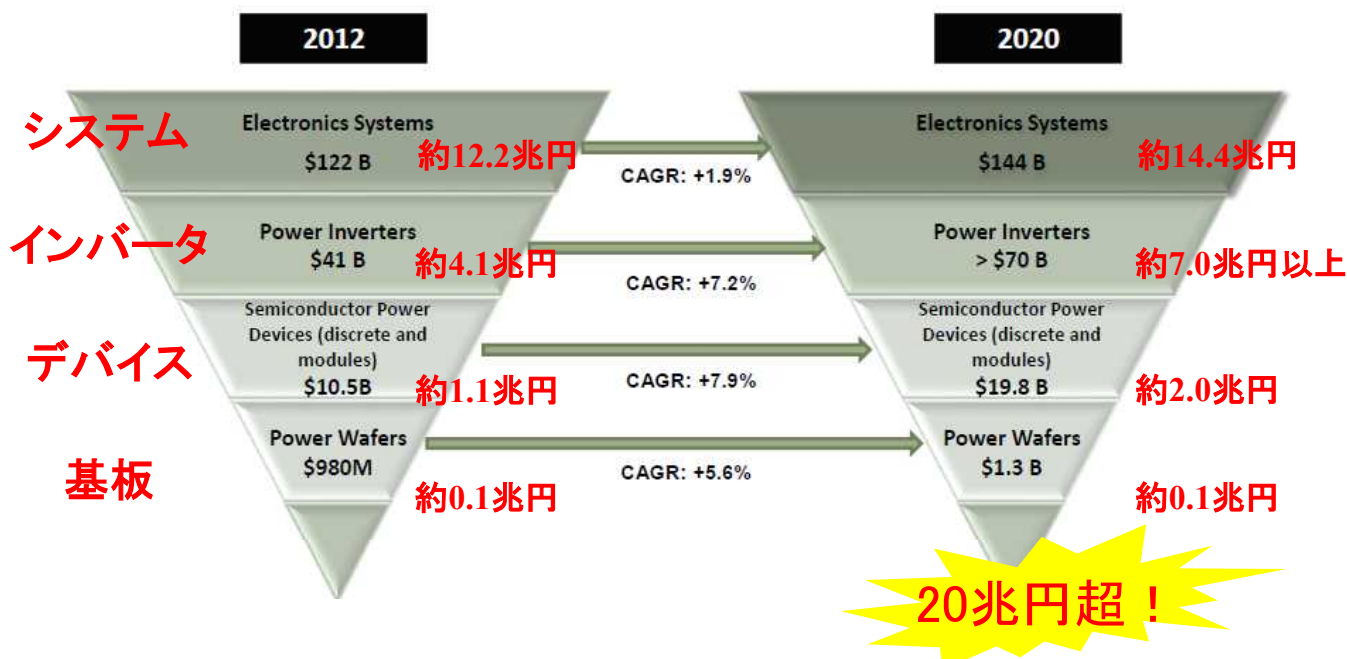 2012
2020
システム
Electronics Systems
$122 B
約12.2兆円
CAGR: +1.9%
Electronics Systems
$144 B
約14.4兆円
インバータ
Power Inverters
$41 B
約4.1兆円
CAGR: +7.2%
Power Inverters
> $70 B
約7.0兆円以上
デバイス
Semiconductor Power
Devices (discrete and
modules)
$10.5B
約1.1兆円
CAGR: +7.9%
Semiconductor Power
Devices (discrete and
modules)
$19.8 B
約2.0兆円
基板
Power Wafers
$980M
約0.1兆円
CAGR: +5.6%
Power Wafers
$1.3 B
約0.1兆円
20兆円超！